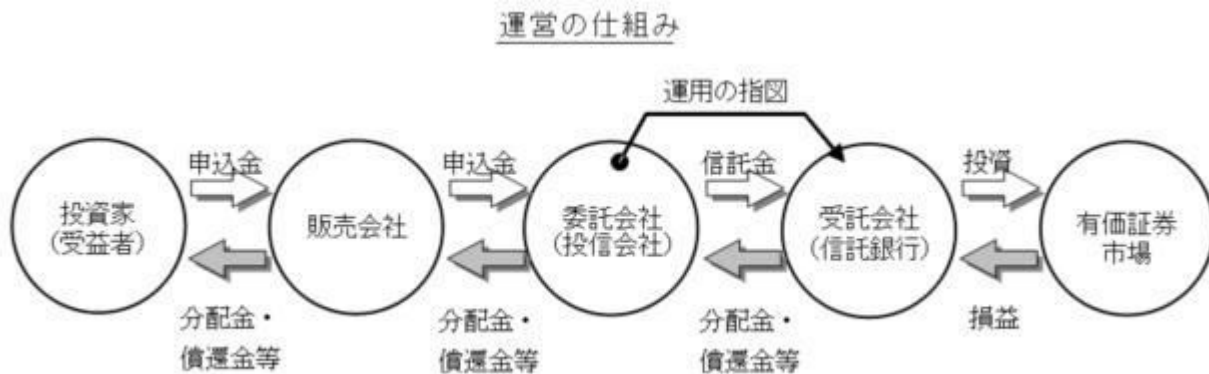 運営の仕組み
運用の指図
申込金
申込金
信託金
投資
投資家
(受益者)
販売会社
委託会社
(投信会社)
受託会社
(信託銀行)
有価証券
市場
分配金・
償還金等
分配金・
償還金等
分配金・
償還金等
損益